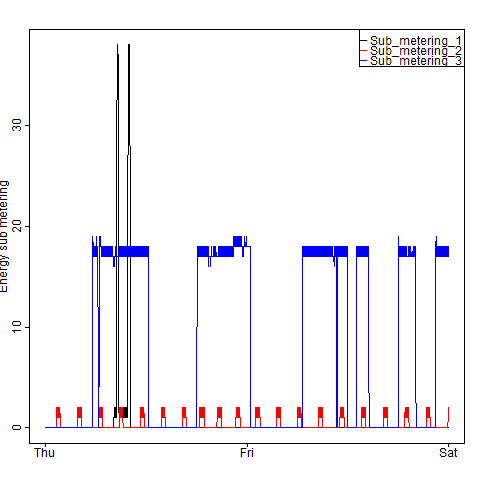 Sub_metering_1
Sub_metering_2
Sub_metering_3
Energy sub metering
30
20
10
0
Thu Fri Sat